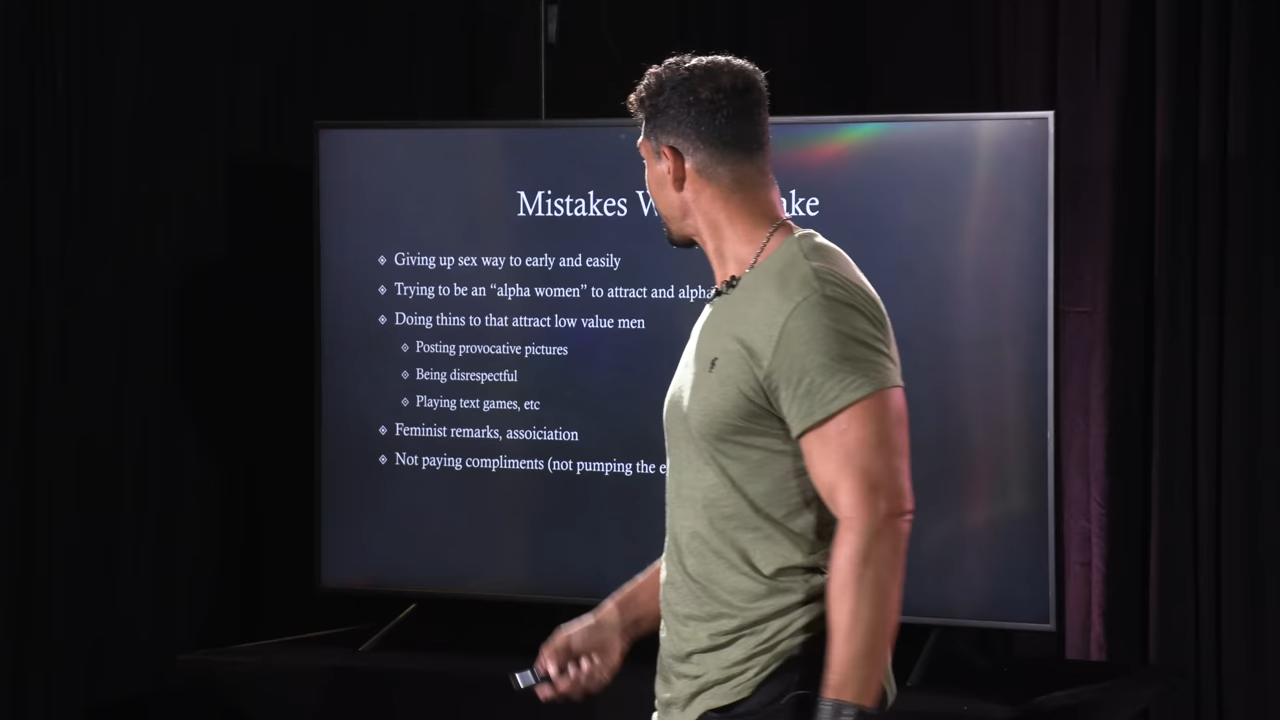 Mistakes W ake
Giving up sex way to early and easily
Trying to be an “alpha women” to attract and alpha
Doing thins to that attract low value men
Posting provocative pictures
Being disrespectful
Playing text games, etc
Feminist remarks, assoiciation
Not paying compliments (not pumping the e